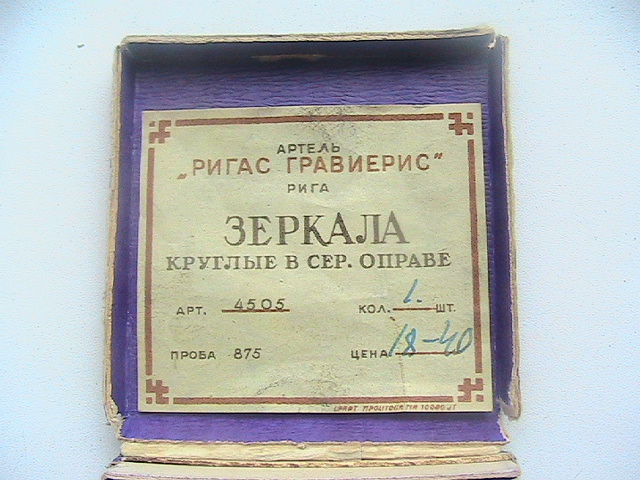 АРТЕЛЬ
„РИГАС ГРАВИЕРИС"
РИГА
ЗЕРКАЛА
КРУГЛЫЕ В СЕР. ОПРАВЕ
АРТ. 4505 КОЛ. 1. ШТ.
ПРОБА 875 ЦЕНА 18-40